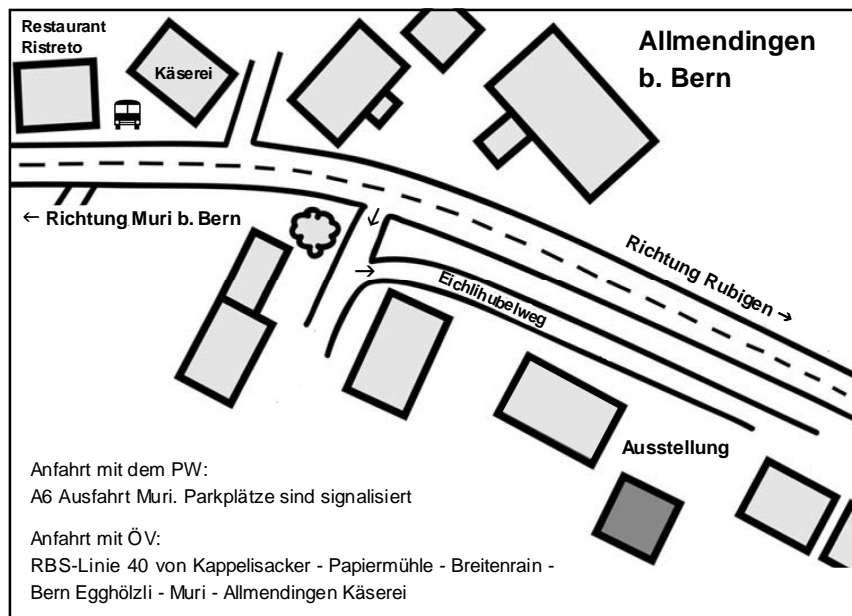 Restaurant
Ristreto
Käserei
Allmendingen
b. Bern
← Richtung Muri b. Bern
Richtung Rubigen →
Eichlihubelweg
Ausstellung
Anfahrt mit dem PW:
A6 Ausfahrt Muri. Parkplätze sind signalisiert
Anfahrt mit ÖV:
RBS-Linie 40 von Kappelisacker - Papiermühle - Breitenrain -
Bern Egghölzli - Muri - Allmendingen Käserei